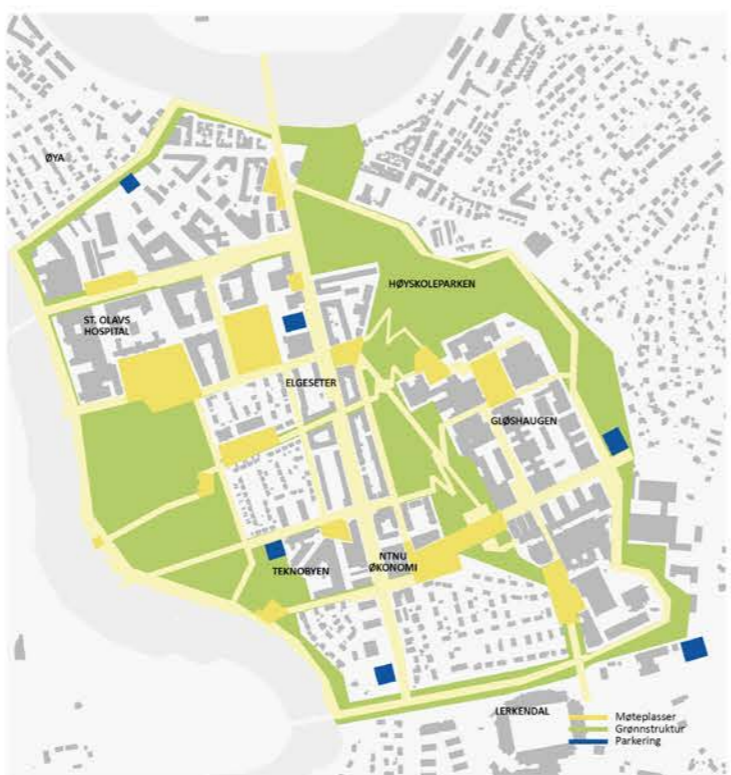 ØYA
HØYSKOLEPARKEN
ST. OLAVS
HOSPITAL
ELGESETER
GLØSHAUGEN
NTNU
ØKONOMI
TEKNOBYEN
LERKENDAL
Møteplasser
Grønnstruktur
Parkering